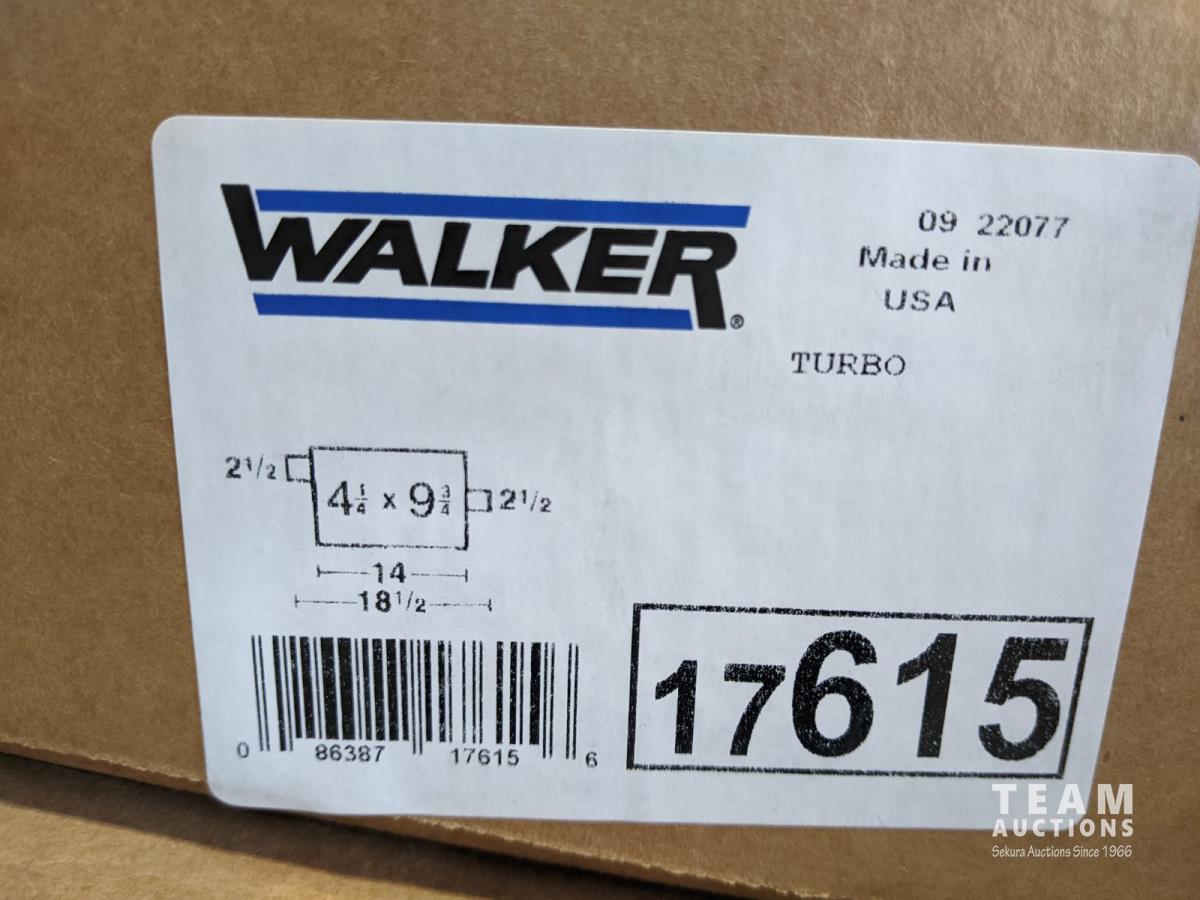 WALKER®
09 22077
Made in
USA
TURBO
2 1/2
4 1/4 x 9 3/4
2 1/2
14
18 1/2
0 86387 17615 6
17615
TEAM
AUCTIONS
Sekura Auctions Since 1966